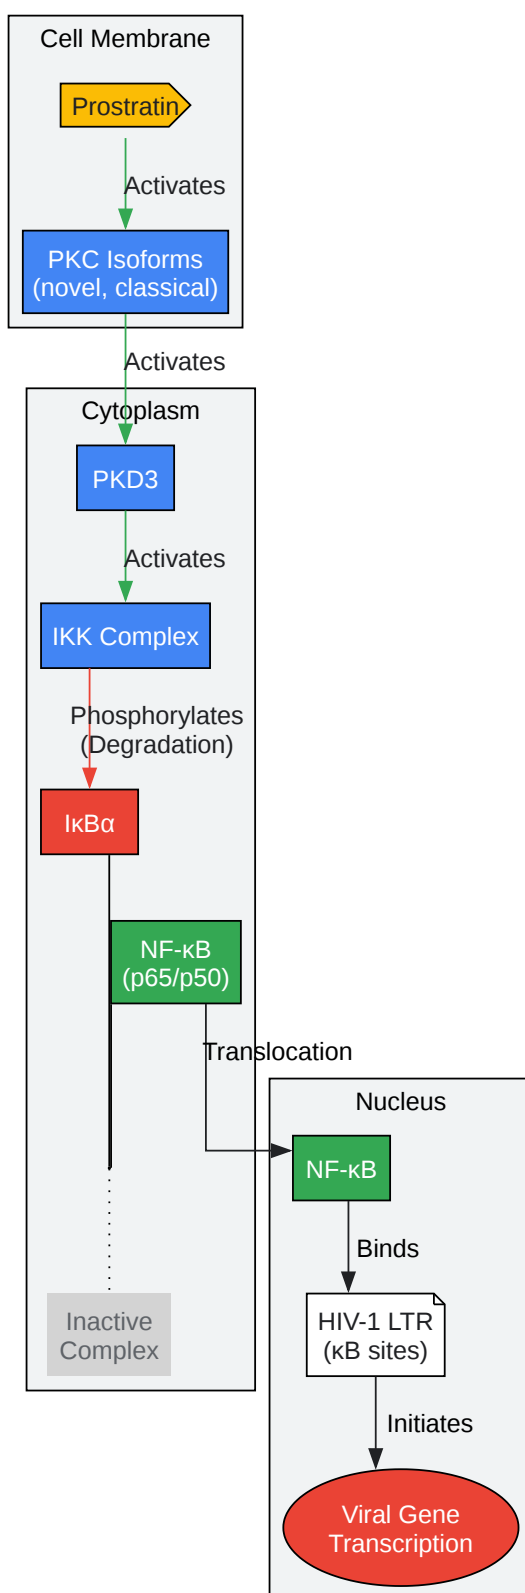 Cell Membrane
Prostratin
Activates
PKC Isoforms
(novel, classical)
Activates
Cytoplasm
PKD3
Activates
IKK Complex
Phosphorylates
(Degradation)
IκBα
NF-κB
(p65/p50)
Translocation
Nucleus
NF-κB
Binds
HIV-1 LTR
(κB sites)
Inactive
Complex
Initiates
Viral Gene
Transcription